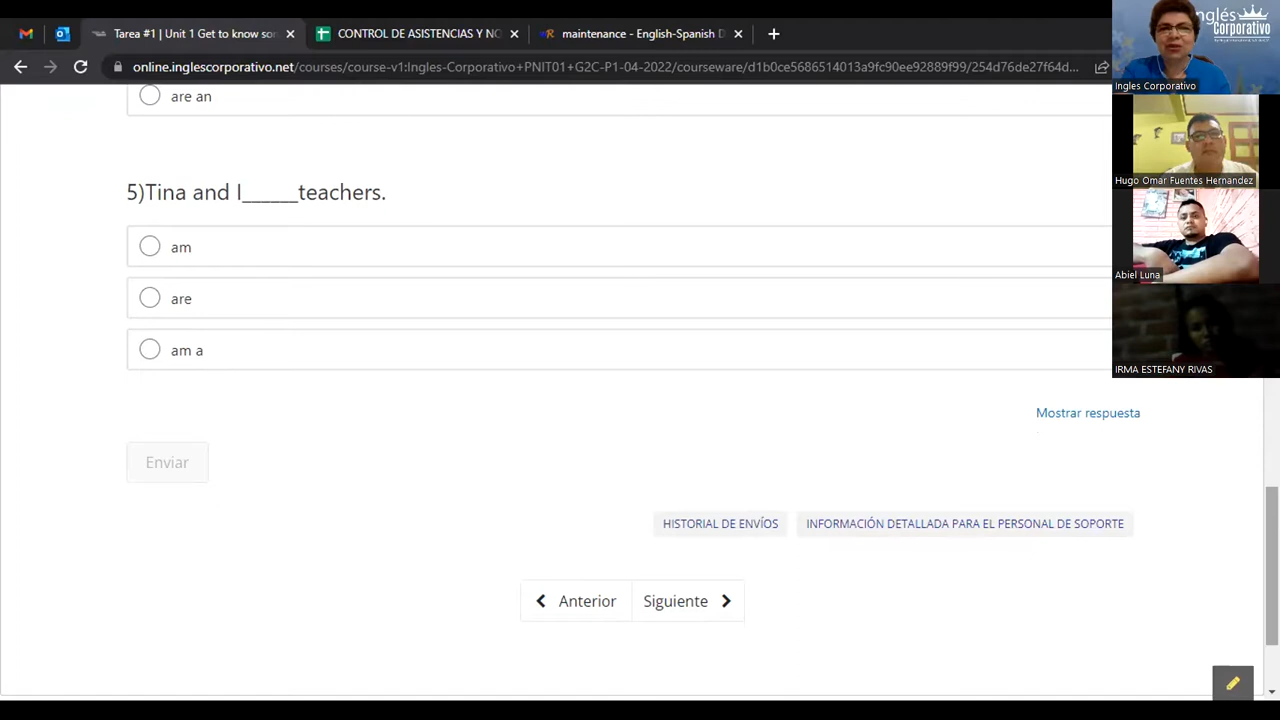 Tarea #1 | Unit 1 Get to know so
CONTROL DE ASISTENCIAS Y NO
maintenance - English-Spanish D
online.inglescorporativo.net/courses/course-v1:Ingles-Corporativo+PNIT01+G2C-P1-04-2022/courseware/d1b0ce5686514013a9fc90ee92889f99/254d76de27f64d...
Inglés
Corporativo
Ingles Corporativo
are an
Hugo Omar Fuentes Hernandez
5)Tina and I______teachers.
am
Abiel Luna
are
am a
IRMA ESTEFANY RIVAS
Mostrar respuesta
Enviar
HISTORIAL DE ENVÍOS
INFORMACIÓN DETALLADA PARA EL PERSONAL DE SOPORTE
Anterior
Siguiente